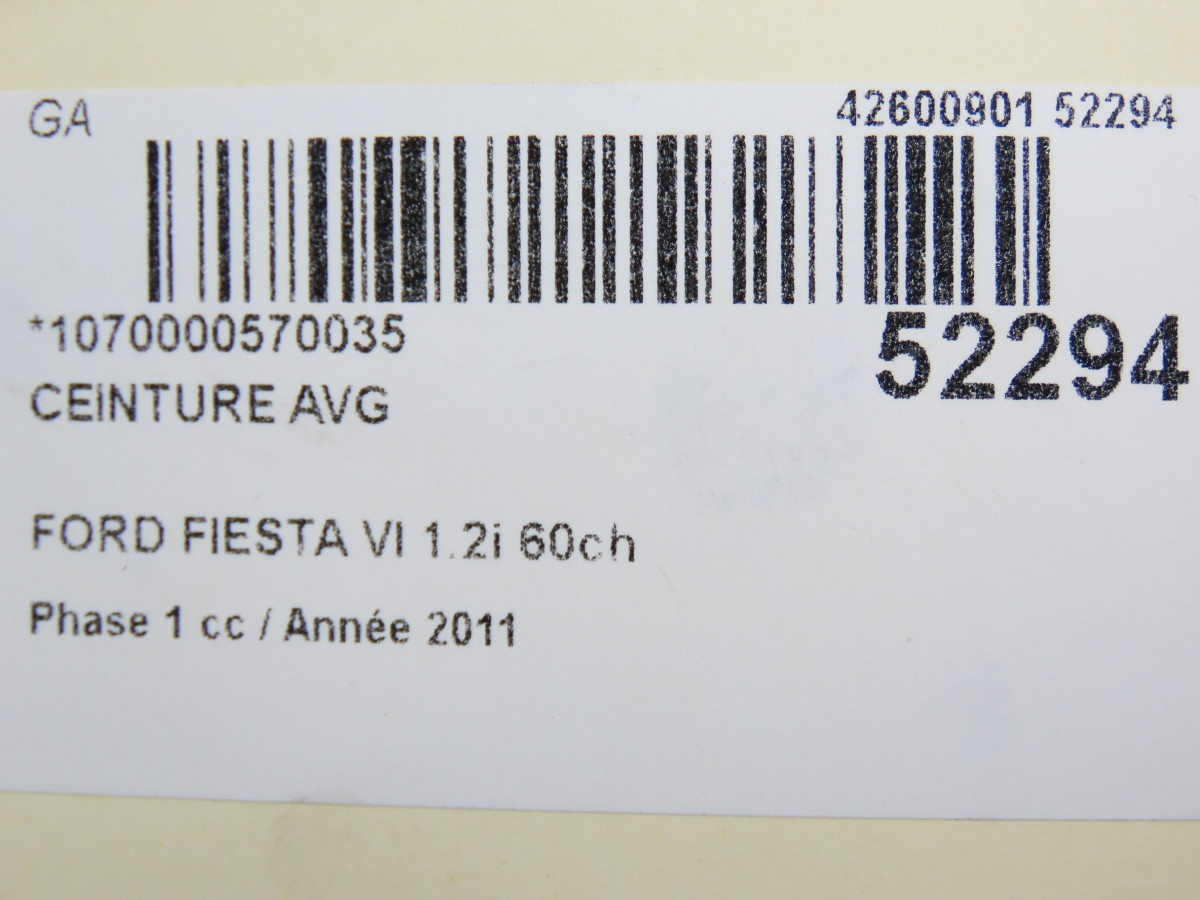 GA
42600901 52294
*1070000570035
52294
CEINTURE AVG
FORD FIESTA VI 1.2i 60ch
Phase 1 cc / Année 2011